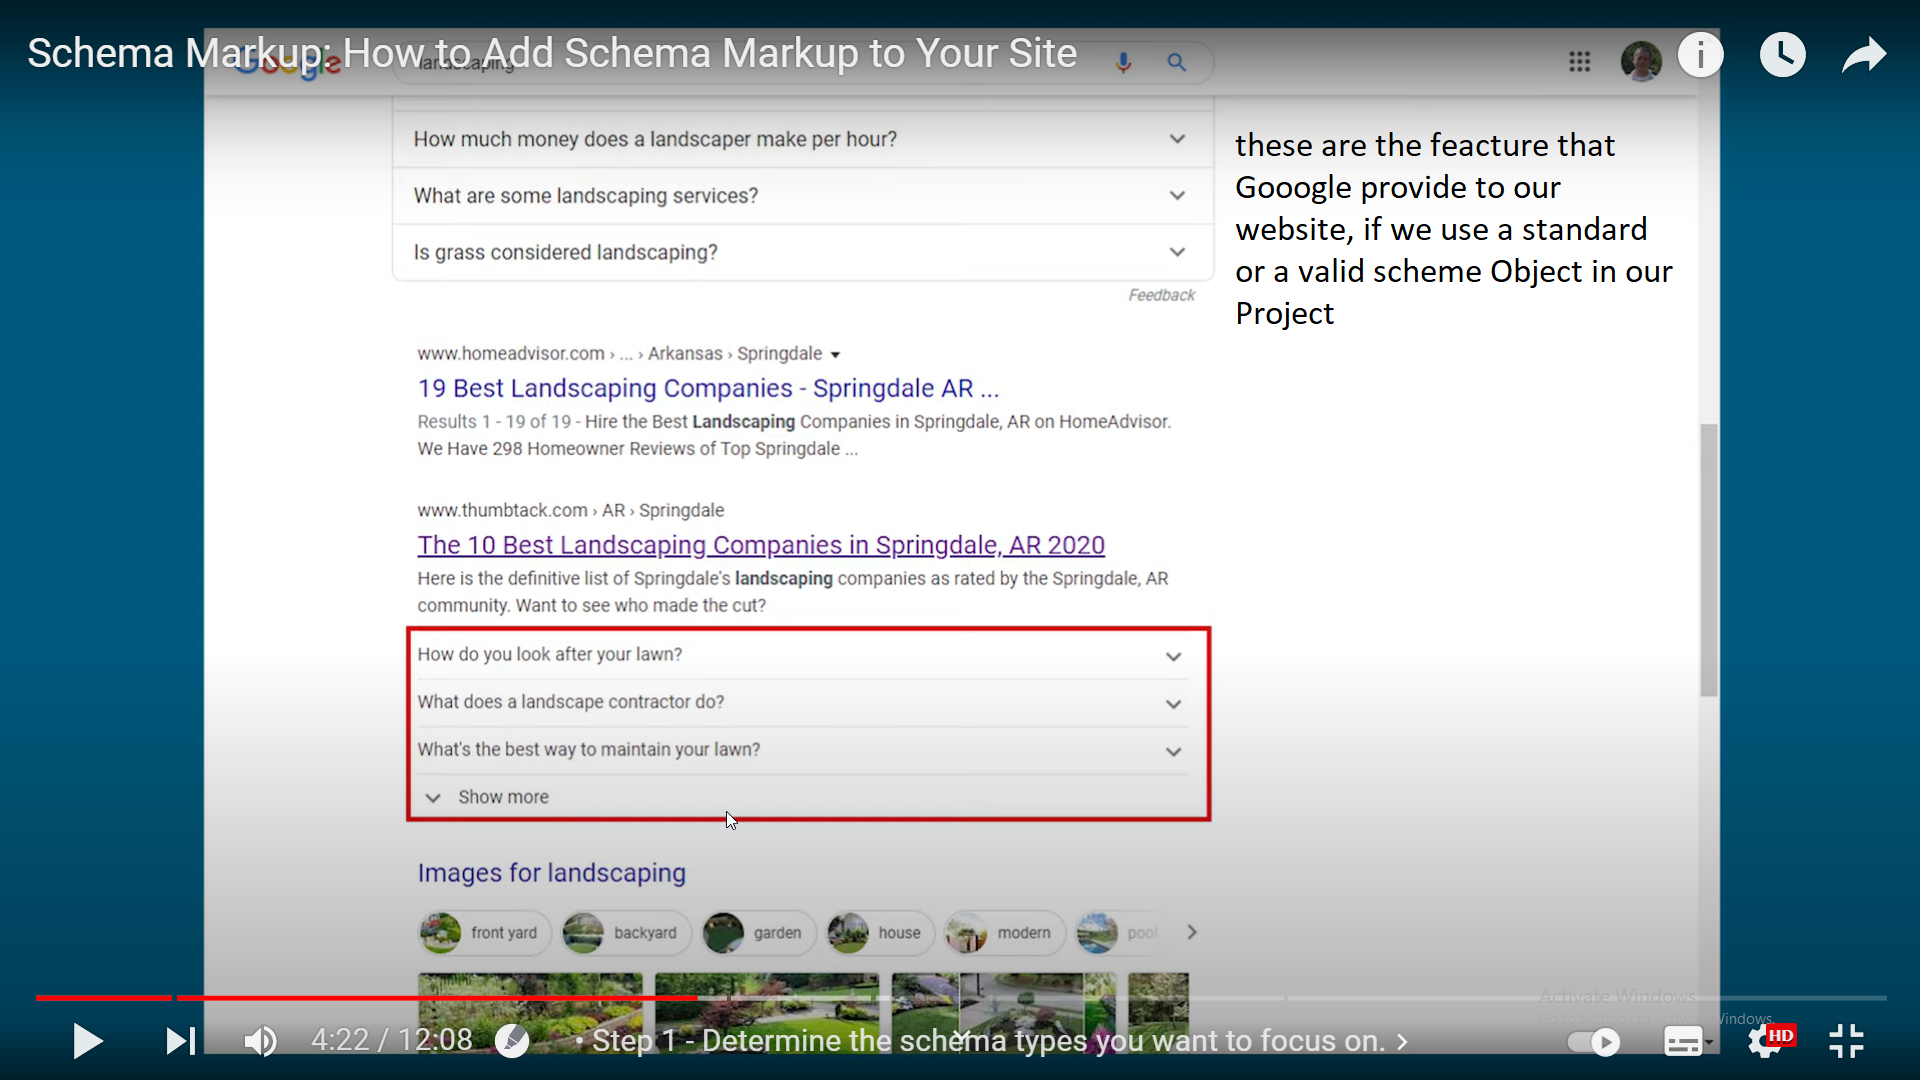 Schema Markup: How to Add Schema Markup to Your Site
Google
landscaping
How much money does a landscaper make per hour?
What are some landscaping services?
Is grass considered landscaping?
Feedback
these are the feacture that
Gooogle provide to our
website, if we use a standard
or a valid scheme Object in our
Project
www.homeadvisor.com › ... › Arkansas › Springdale
19 Best Landscaping Companies - Springdale AR ...
Results 1 - 19 of 19 - Hire the Best Landscaping Companies in Springdale, AR on HomeAdvisor.
We Have 298 Homeowner Reviews of Top Springdale ...
www.thumbtack.com › AR › Springdale
The 10 Best Landscaping Companies in Springdale, AR 2020
Here is the definitive list of Springdale's landscaping companies as rated by the Springdale, AR
community. Want to see who made the cut?
How do you look after your lawn?
What does a landscape contractor do?
What's the best way to maintain your lawn?
Show more
Images for landscaping
front yard
backyard
garden
house
modern
pool
Activate Windows
Go to Settings to activate Windows.
4:22 / 12:08
• Step 1 - Determine the schema types you want to focus on. ›
HD